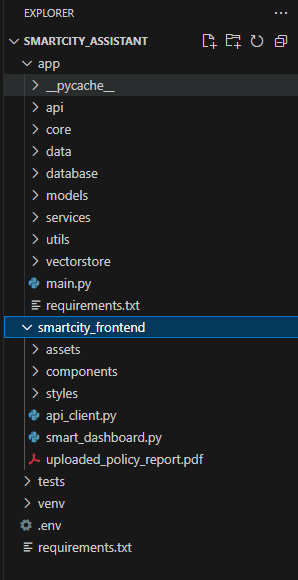 EXPLORER
SMARTCITY_ASSISTANT
app
__pycache__
api
core
data
database
models
services
utils
vectorstore
main.py
requirements.txt
smartcity_frontend
assets
components
styles
api_client.py
smart_dashboard.py
uploaded_policy_report.pdf
tests
venv
.env
requirements.txt